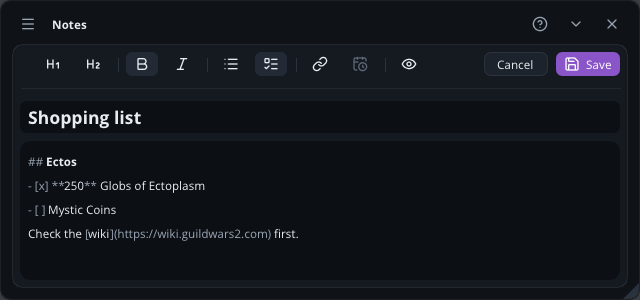 Notes
H1 H2 B I Cancel Save
Shopping list
## Ectos
- [x] **250** Globs of Ectoplasm
- [ ] Mystic Coins
Check the [wiki](https://wiki.guildwars2.com) first.